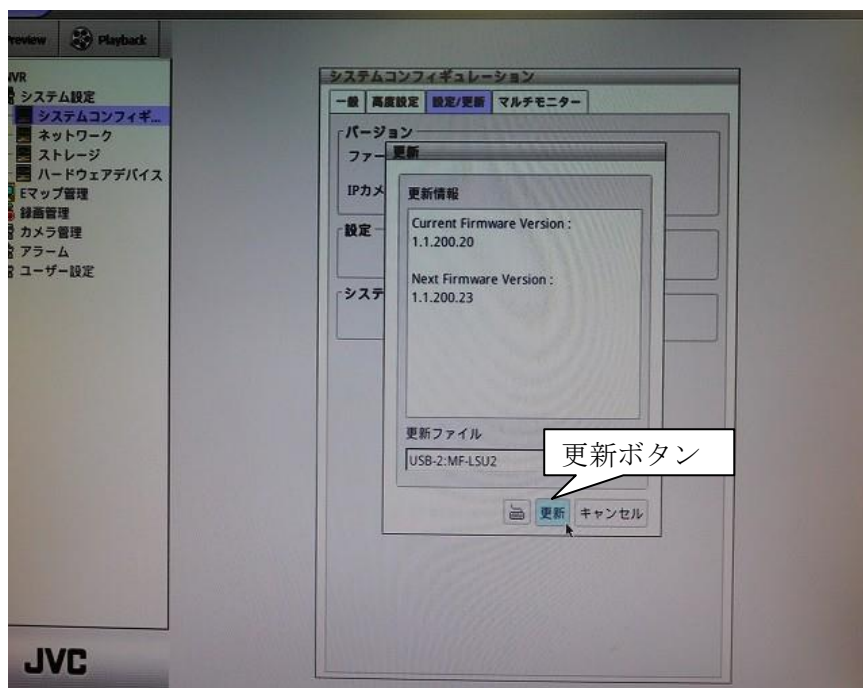 Playback
システム設定
システムコンフィギ...
ネットワーク
ストレージ
ハードウェアデバイス
Eマップ管理
録画管理
カメラ管理
アラーム
ユーザー設定
JVC
システムコンフィギュレーション
一般 高度設定 設定/更新 マルチモニター
バージョン
ファー
IPカメ
設定
システ
更新
更新情報
Current Firmware Version :
1.1.200.20
Next Firmware Version :
1.1.200.23
更新ファイル
USB-2:MF-LSU2
更新ボタン
更新 キャンセル